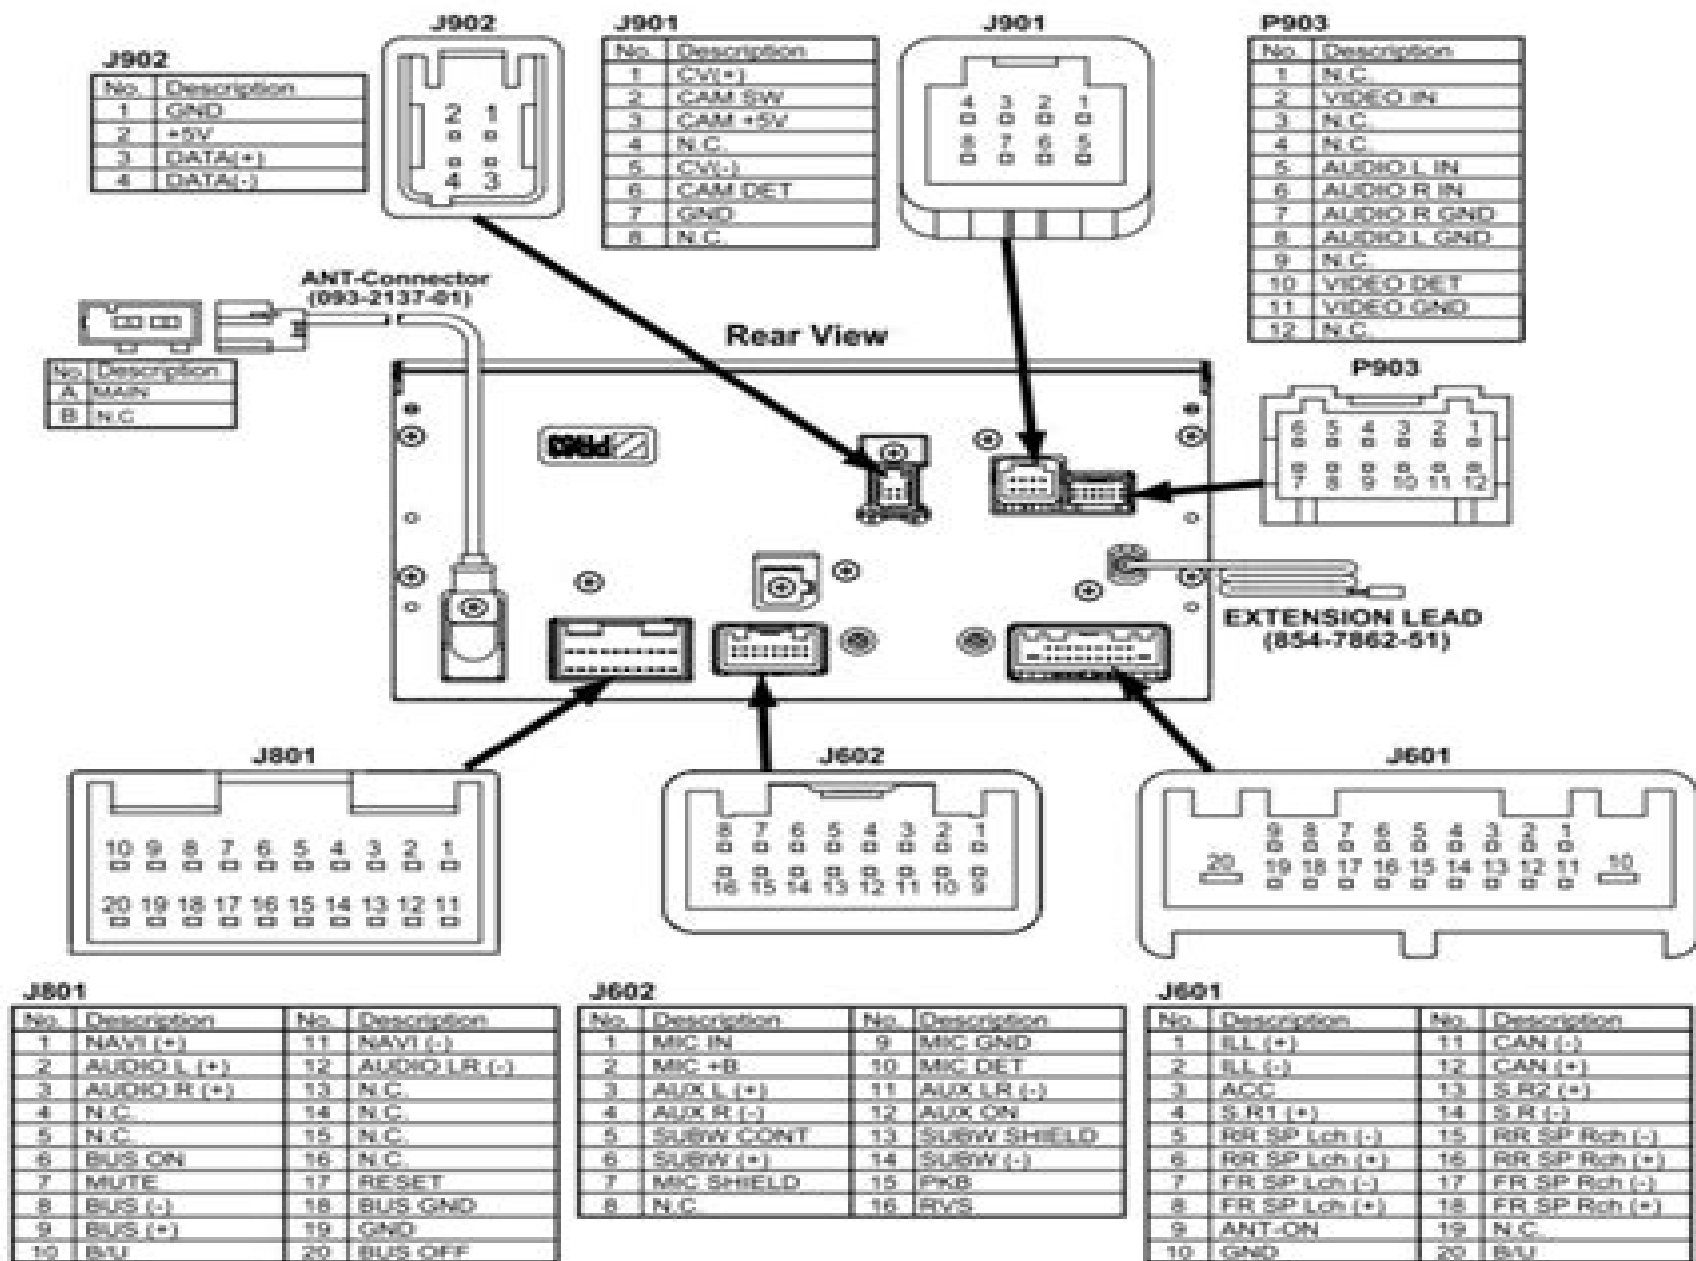 J902
No. Description
1 GND
2 +5V
3 DATA(+)
4 DATA(-)
J902
2 1
4 3
J901
No. Description
1 CV(+)
2 CAM SW
3 CAM +5V
4 N.C.
5 CV(-)
6 CAM DET
7 GND
8 N.C.
J901
4 3 2 1
8 7 6 5
P903
No. Description
1 N.C.
2 VIDEO IN
3 N.C.
4 N.C.
5 AUDIO L IN
6 AUDIO R IN
7 AUDIO R GND
8 AUDIO L GND
9 N.C.
10 VIDEO DET
11 VIDEO GND
12 N.C.
ANT-Connector
(093-2137-01)
No. Description
A MAIN
B N.C
Rear View
P903
6 5 4 3 2 1
7 8 9 10 11 12
EXTENSION LEAD
(854-7862-51)
J801
10 9 8 7 6 5 4 3 2 1
20 19 18 17 16 15 14 13 12 11
J602
8 7 6 5 4 3 2 1
16 15 14 13 12 11 10 9
J601
9 8 7 6 5 4 3 2 1
20 19 18 17 16 15 14 13 12 11 10
J801
No. Description No. Description
1 NAVI (+) 11 NAVI (-)
2 AUDIO L (+) 12 AUDIO LR (-)
3 AUDIO R (+) 13 N.C.
4 N.C. 14 N.C.
5 N.C. 15 N.C.
6 BUS ON 16 N.C.
7 MUTE 17 RESET
8 BUS (-) 18 BUS GND
9 BUS (+) 19 GND
10 B/U 20 BUS OFF
J602
No. Description No. Description
1 MIC IN 9 MIC GND
2 MIC +B 10 MIC DET
3 AUX L (+) 11 AUX LR (-)
4 AUX R (-) 12 AUX ON
5 SUBW CONT 13 SUBW SHIELD
6 SUBW (+) 14 SUBW (-)
7 MIC SHIELD 15 PKB
8 N.C. 16 RVS
J601
No. Description No. Description
1 ILL (+) 11 CAN (-)
2 ILL (-) 12 CAN (+)
3 ACC 13 S.R2 (+)
4 S.R1 (+) 14 S.R (-)
5 RR SP Lch (-) 15 RR SP Rch (-)
6 RR SP Lch (+) 16 RR SP Rch (+)
7 FR SP Lch (-) 17 FR SP Rch (-)
8 FR SP Lch (+) 18 FR SP Rch (+)
9 ANT-ON 19 N.C.
10 GND 20 B/U